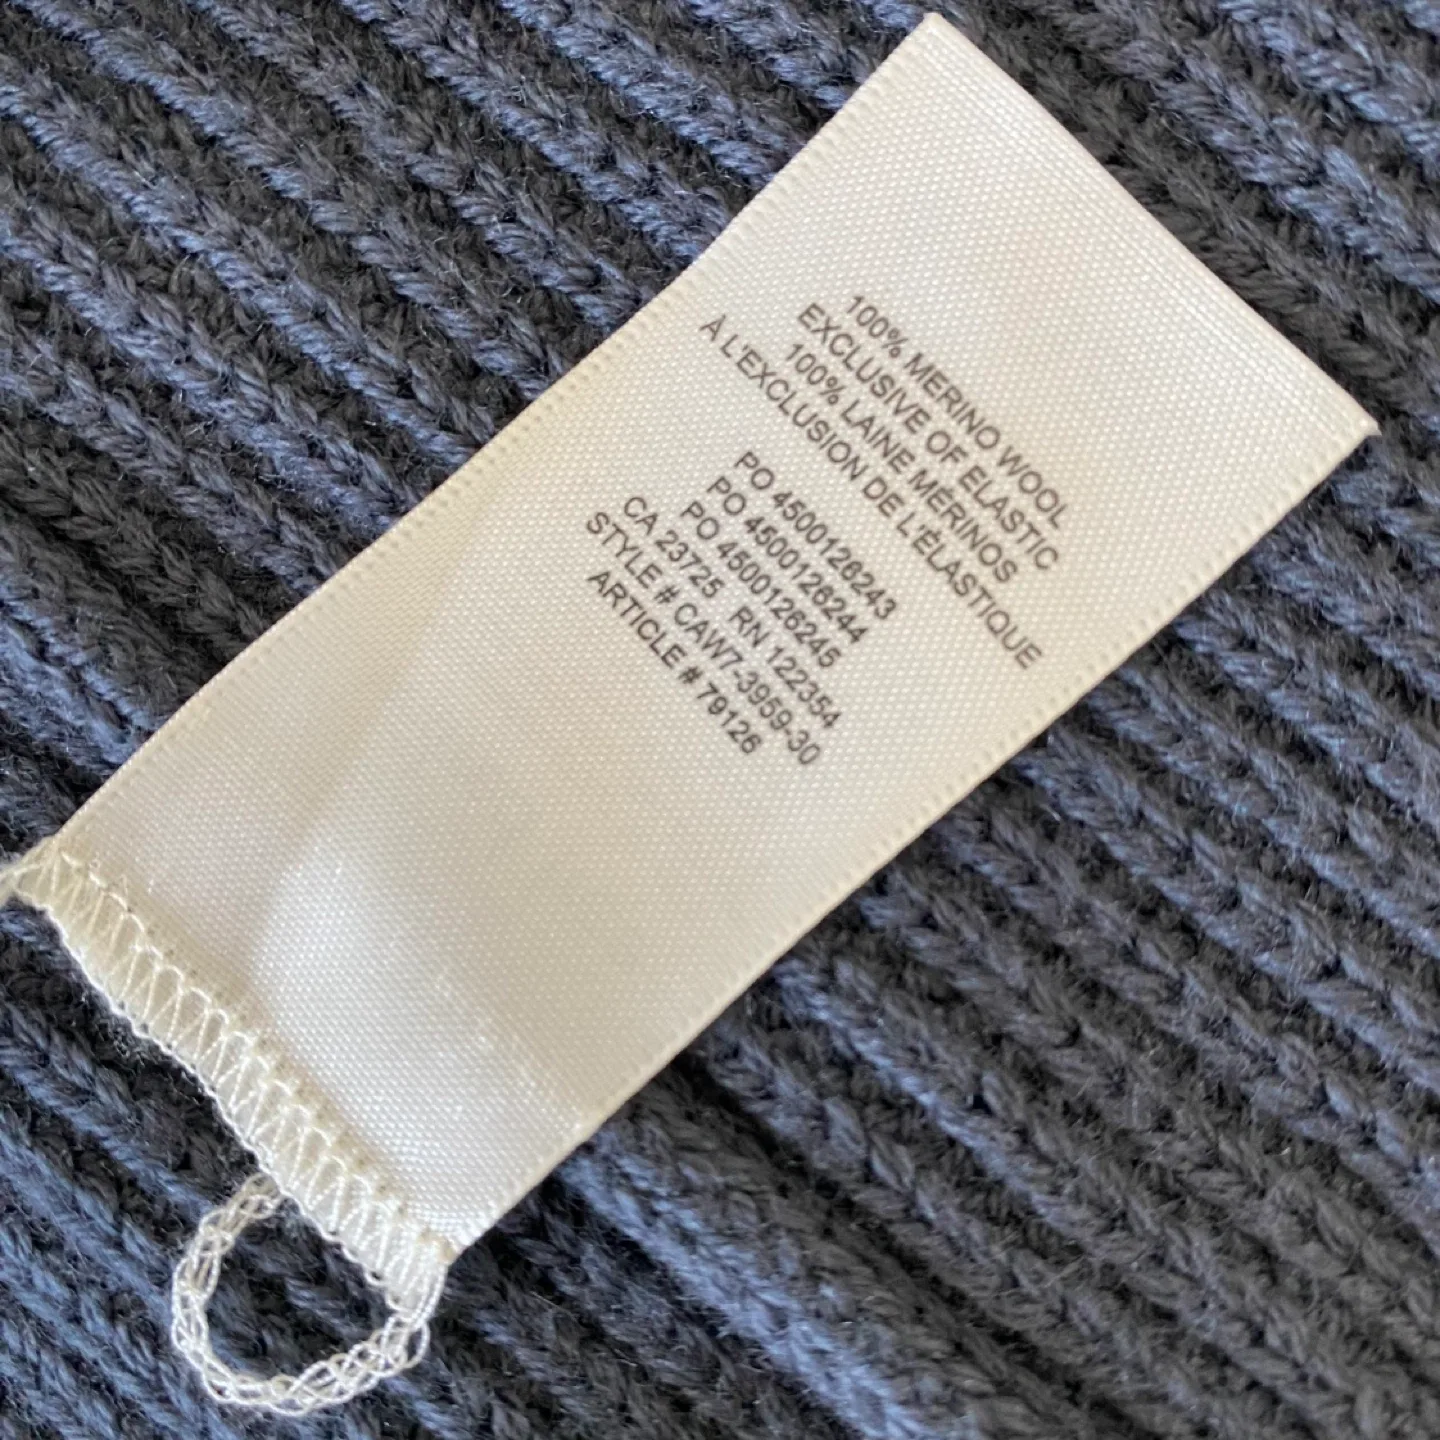 100% MERINO WOOL
EXCLUSIVE OF ELASTIC
100% LAINE MÉRINOS
À L'EXCLUSION DE L'ÉLASTIQUE
PO 4500126243
PO 4500126244
PO 4500126245
CA 23725 RN 122354
STYLE # CAW7-3959-30
ARTICLE # 79126